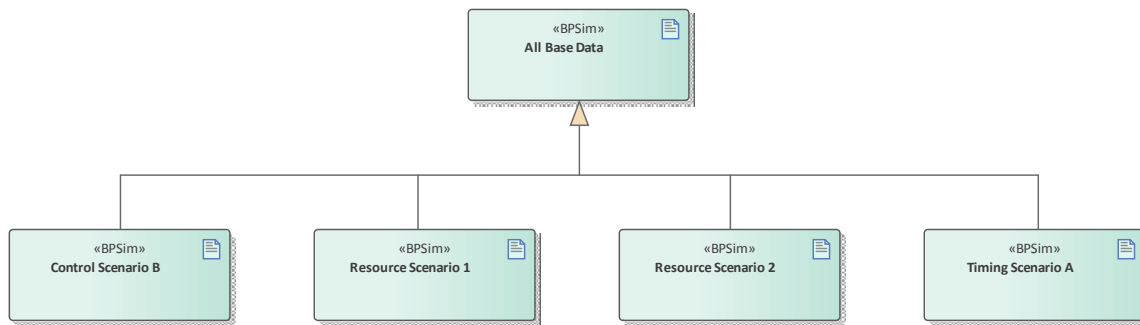 «BPSim»
All Base Data
«BPSim»
Control Scenario B
«BPSim»
Resource Scenario 1
«BPSim»
Resource Scenario 2
«BPSim»
Timing Scenario A